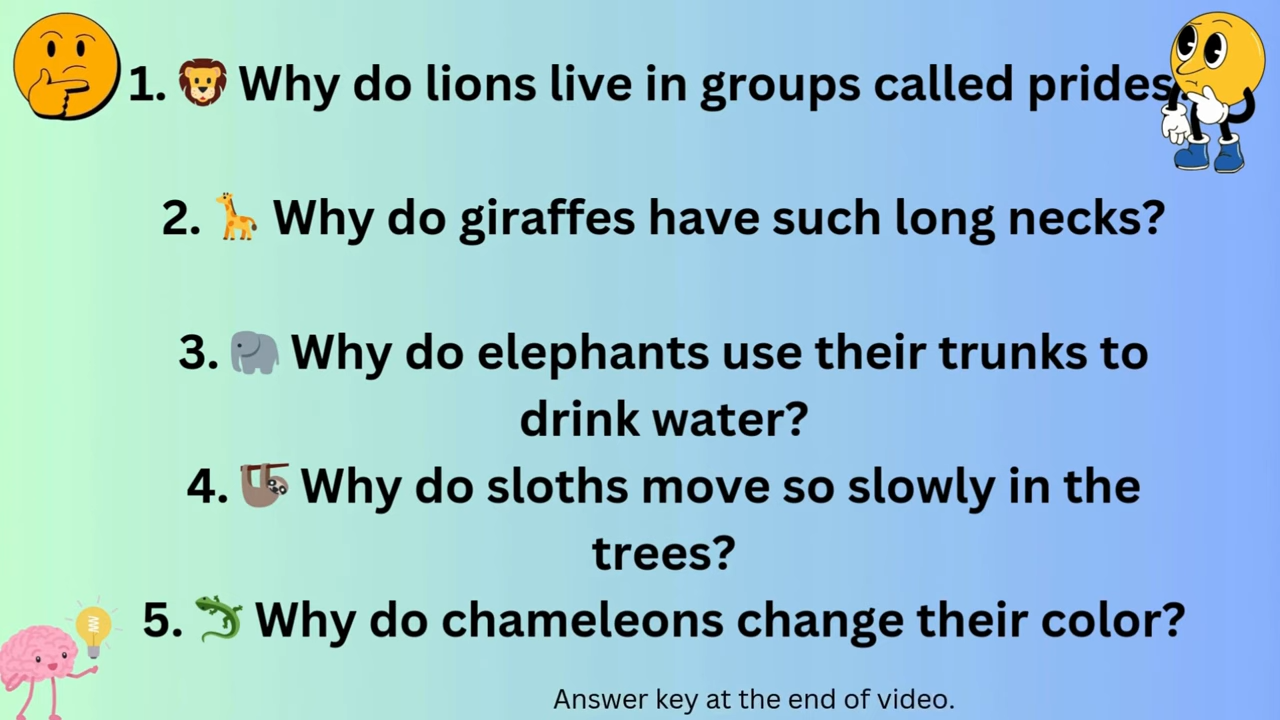 1. 🦁 Why do lions live in groups called prides
2. 🦒 Why do giraffes have such long necks?
3. 🐘 Why do elephants use their trunks to
drink water?
4. 🦥 Why do sloths move so slowly in the
trees?
5. 🦎 Why do chameleons change their color?
Answer key at the end of video.